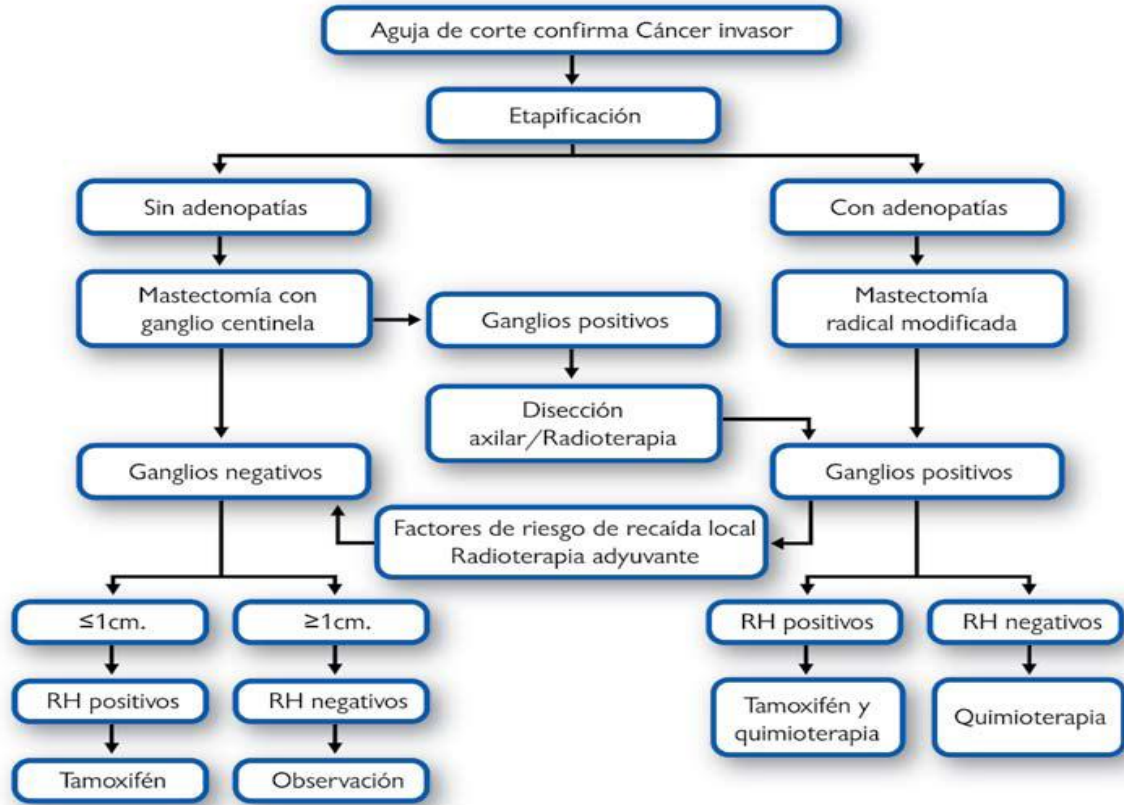 Aguja de corte confirma Cáncer invasor
Etapificación
Sin adenopatías
Con adenopatías
Mastectomía con
ganglio centinela
Ganglios positivos
Mastectomía
radical modificada
Disección
axilar/Radioterapia
Ganglios negativos
Ganglios positivos
Factores de riesgo de recaída local
Radioterapia adyuvante
≤1cm.
≥1cm.
RH positivos
RH negativos
RH positivos
RH negativos
Tamoxifén y
quimioterapia
Quimioterapia
Tamoxifén
Observación